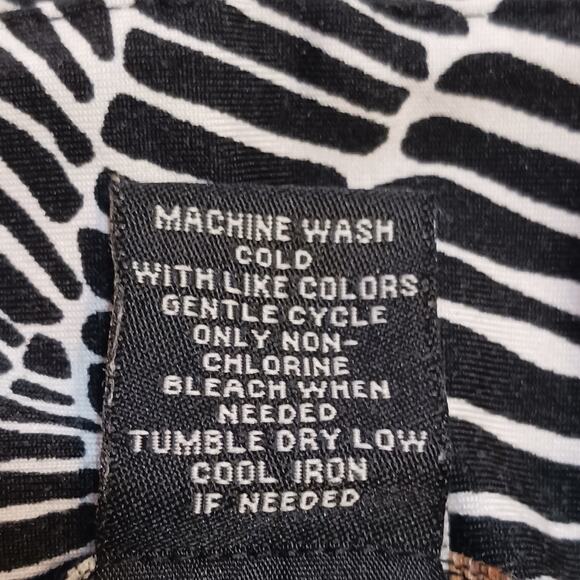 MACHINE WASH
COLD
WITH LIKE COLORS
GENTLE CYCLE
ONLY NON-
CHLORINE
BLEACH WHEN
NEEDED
TUMBLE DRY LOW
COOL IRON
IF NEEDED